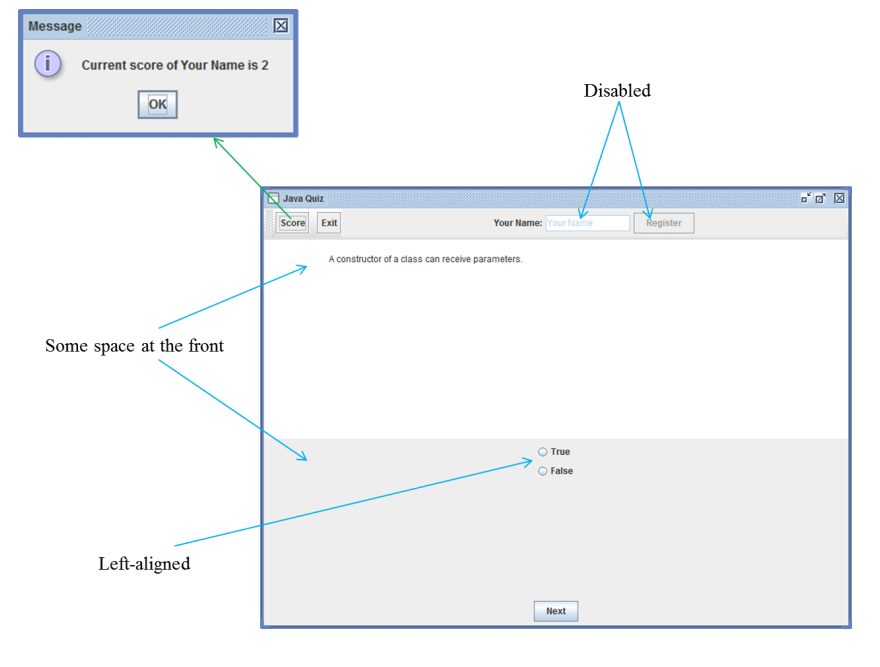 Message
Current score of Your Name is 2
OK
Disabled
Java Quiz
Score Exit Your Name: Your Name Register
A constructor of a class can receive parameters.
Some space at the front
True
False
Left-aligned
Next